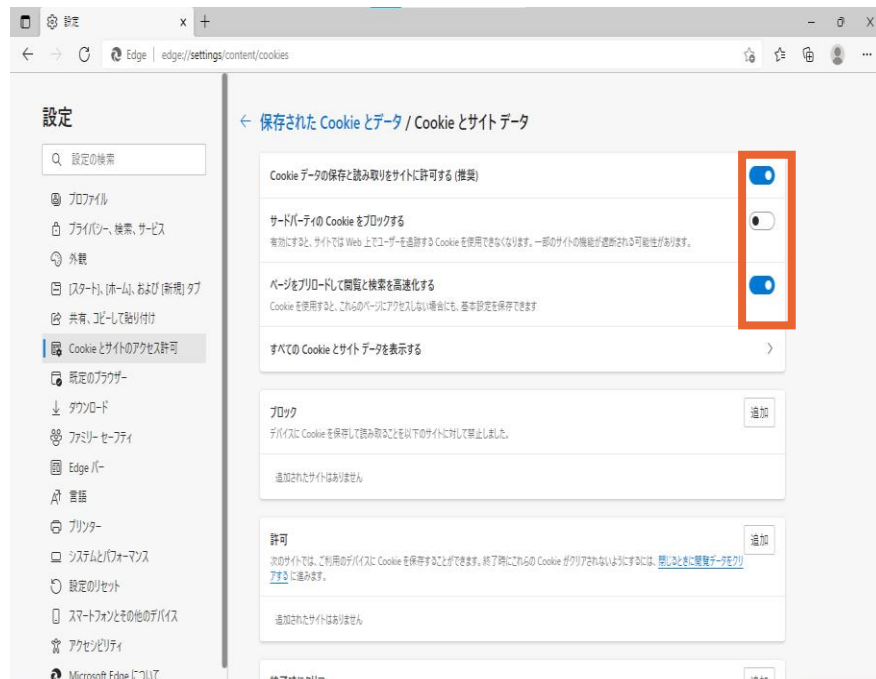 設定
Edge | edge://settings/content/cookies
設定
設定の検索
プロファイル
プライバシー、検索、サービス
外観
[スタート]、[ホーム]、および [新規] タブ
共有、コピーして貼り付け
Cookie とサイトのアクセス許可
既定のブラウザー
ダウンロード
ファミリー セーフティ
Edge バー
言語
プリンター
システムとパフォーマンス
設定のリセット
スマートフォンとその他のデバイス
アクセシビリティ
Microsoft Edge について
保存された Cookie とデータ / Cookie とサイト データ
Cookie データの保存と読み取りをサイトに許可する (推奨)
サードパーティの Cookie をブロックする
有効にすると、サイトでは Web 上でユーザーを追跡する Cookie を使用できなくなります。一部のサイトの機能が遮断される可能性があります。
ページをプリロードして閲覧と検索を高速化する
Cookie を使用すると、これらのページにアクセスしない場合にも、基本設定を保存できます
すべての Cookie とサイト データを表示する
ブロック
追加
デバイスに Cookie を保存して読み取ることを以下のサイトに対して禁止しました。
追加されたサイトはありません
許可
追加
次のサイトでは、ご利用のデバイスに Cookie を保存することができます。終了時にこれらの Cookie がクリアされないようにするには、閉じるときに閲覧データをクリ
アする に進みます。
追加されたサイトはありません